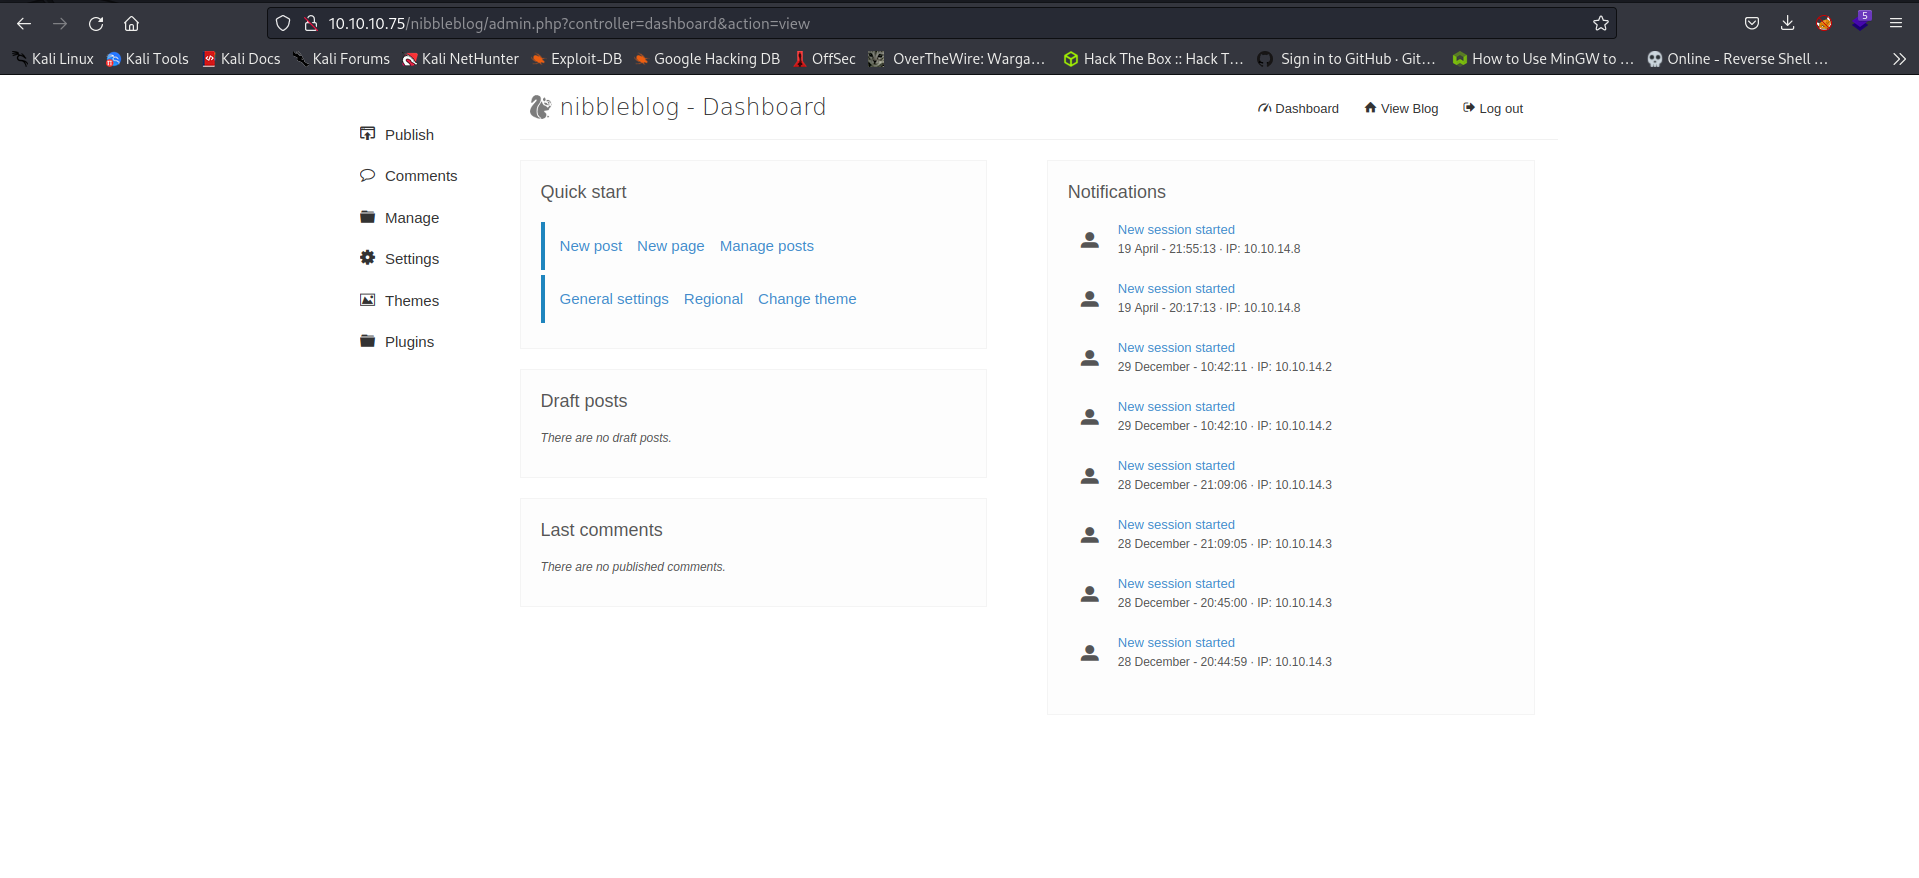 10.10.10.75/nibbleblog/admin.php?controller=dashboard&action=view
5
Kali Linux Kali Tools Kali Docs Kali Forums Kali NetHunter Exploit-DB Google Hacking DB OffSec OverTheWire: Warga... Hack The Box :: Hack T... Sign in to GitHub · Git... How to Use MinGW to ... Online - Reverse Shell ...
nibbleblog - Dashboard
Dashboard View Blog Log out
Publish
Comments
Manage
Settings
Themes
Plugins
Quick start
New post New page Manage posts
General settings Regional Change theme
Draft posts
There are no draft posts.
Last comments
There are no published comments.
Notifications
New session started
19 April - 21:55:13 · IP: 10.10.14.8
New session started
19 April - 20:17:13 · IP: 10.10.14.8
New session started
29 December - 10:42:11 · IP: 10.10.14.2
New session started
29 December - 10:42:10 · IP: 10.10.14.2
New session started
28 December - 21:09:06 · IP: 10.10.14.3
New session started
28 December - 21:09:05 · IP: 10.10.14.3
New session started
28 December - 20:45:00 · IP: 10.10.14.3
New session started
28 December - 20:44:59 · IP: 10.10.14.3